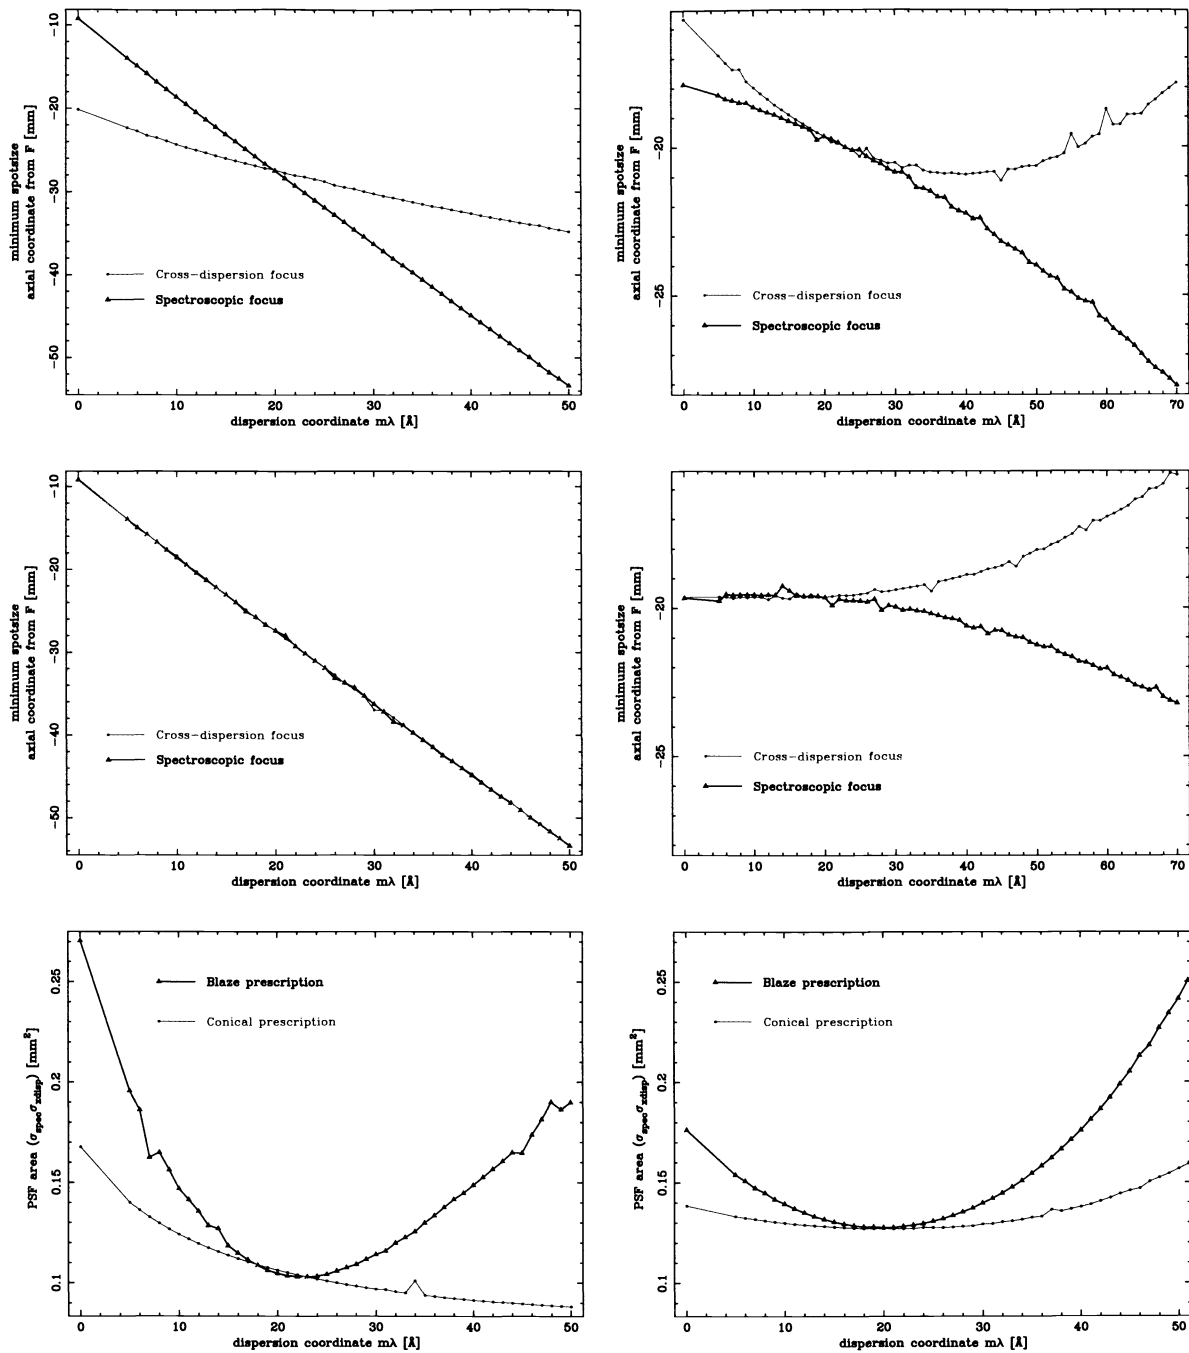 -10
-20
-30
-40
-50
minimum spotsize
axial coordinate from F [mm]
Cross-dispersion focus
Spectroscopic focus
0 10 20 30 40 50
dispersion coordinate mλ [Å]
-20
-25
minimum spotsize
axial coordinate from F [mm]
Cross-dispersion focus
Spectroscopic focus
0 10 20 30 40 50 60 70
dispersion coordinate mλ [Å]
-10
-20
-30
-40
-50
minimum spotsize
axial coordinate from F [mm]
Cross-dispersion focus
Spectroscopic focus
0 10 20 30 40 50
dispersion coordinate mλ [Å]
-20
-25
minimum spotsize
axial coordinate from F [mm]
Cross-dispersion focus
Spectroscopic focus
0 10 20 30 40 50 60 70
dispersion coordinate mλ [Å]
0.25
0.2
0.15
0.1
PSF area (σspecσxdisp) [mm²]
Blaze prescription
Conical prescription
0 10 20 30 40 50
dispersion coordinate mλ [Å]
0.25
0.2
0.15
0.1
PSF area (σspecσxdisp) [mm²]
Blaze prescription
Conical prescription
0 10 20 30 40 50
dispersion coordinate mλ [Å]